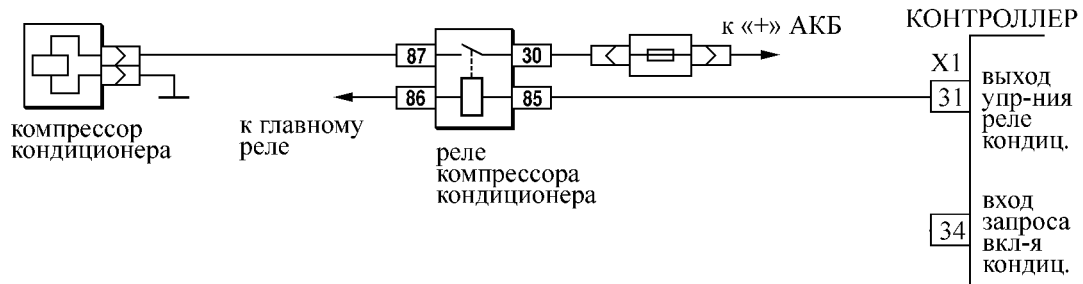 КОНТРОЛЛЕР
к «+» АКБ
X1
87
30
86
85
31
выход
упр-ния
реле
кондиц.
компрессор
кондиционера
к главному
реле
реле
компрессора
кондиционера
34
вход
запроса
вкл-я
кондиц.